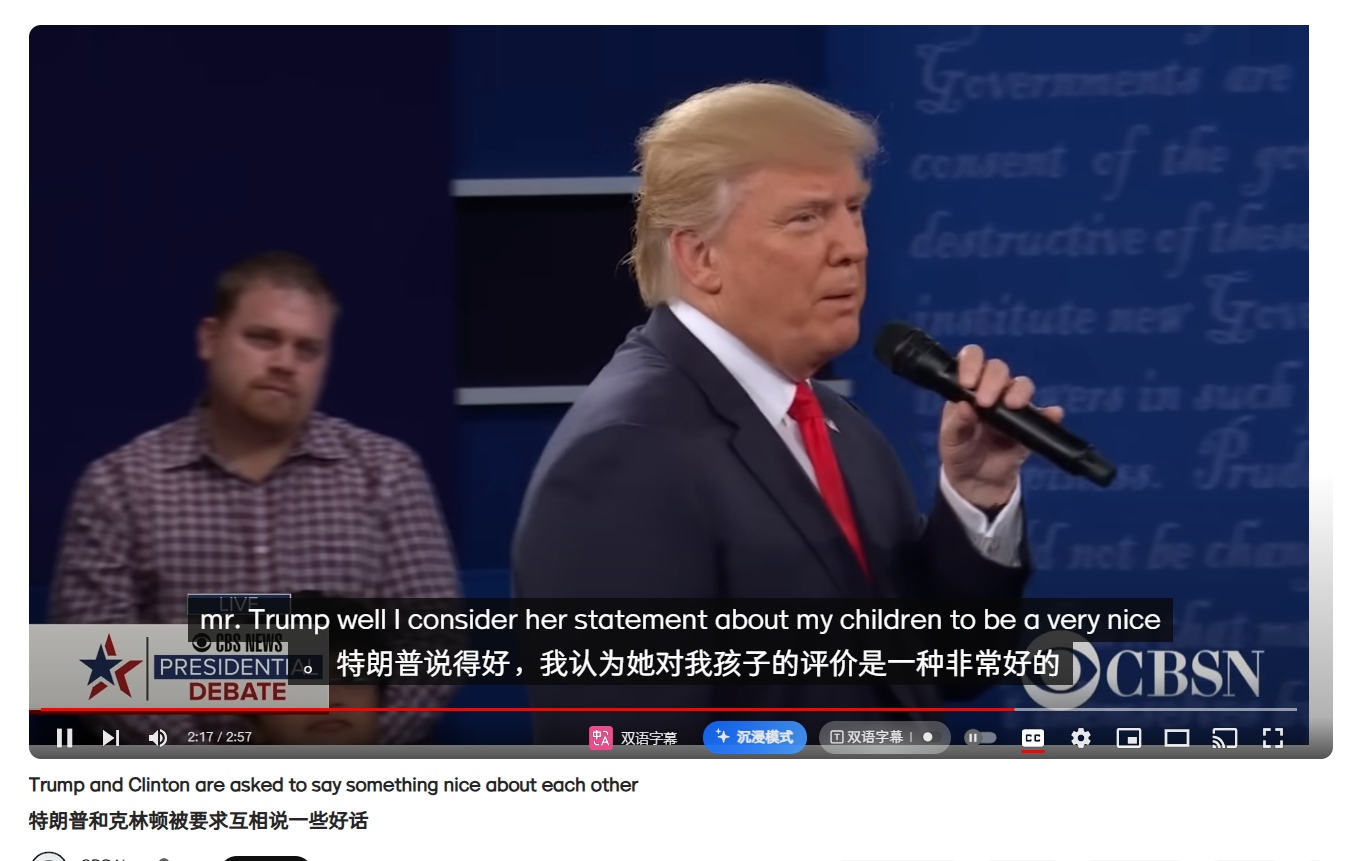 Governments are
consent of the go
destructive of these
institute new Gov
ers in such
Prud
d not be chan
LIVE
mr. Trump well I consider her statement about my children to be a very nice
CBS NEWS
PRESIDENTIA
。 特朗普说得好，我认为她对我孩子的评价是一种非常好的
DEBATE
CBSN
2:17 / 2:57
中 A 双语字幕
沉浸模式
T 双语字幕
CC
Trump and Clinton are asked to say something nice about each other
特朗普和克林顿被要求互相说一些好话